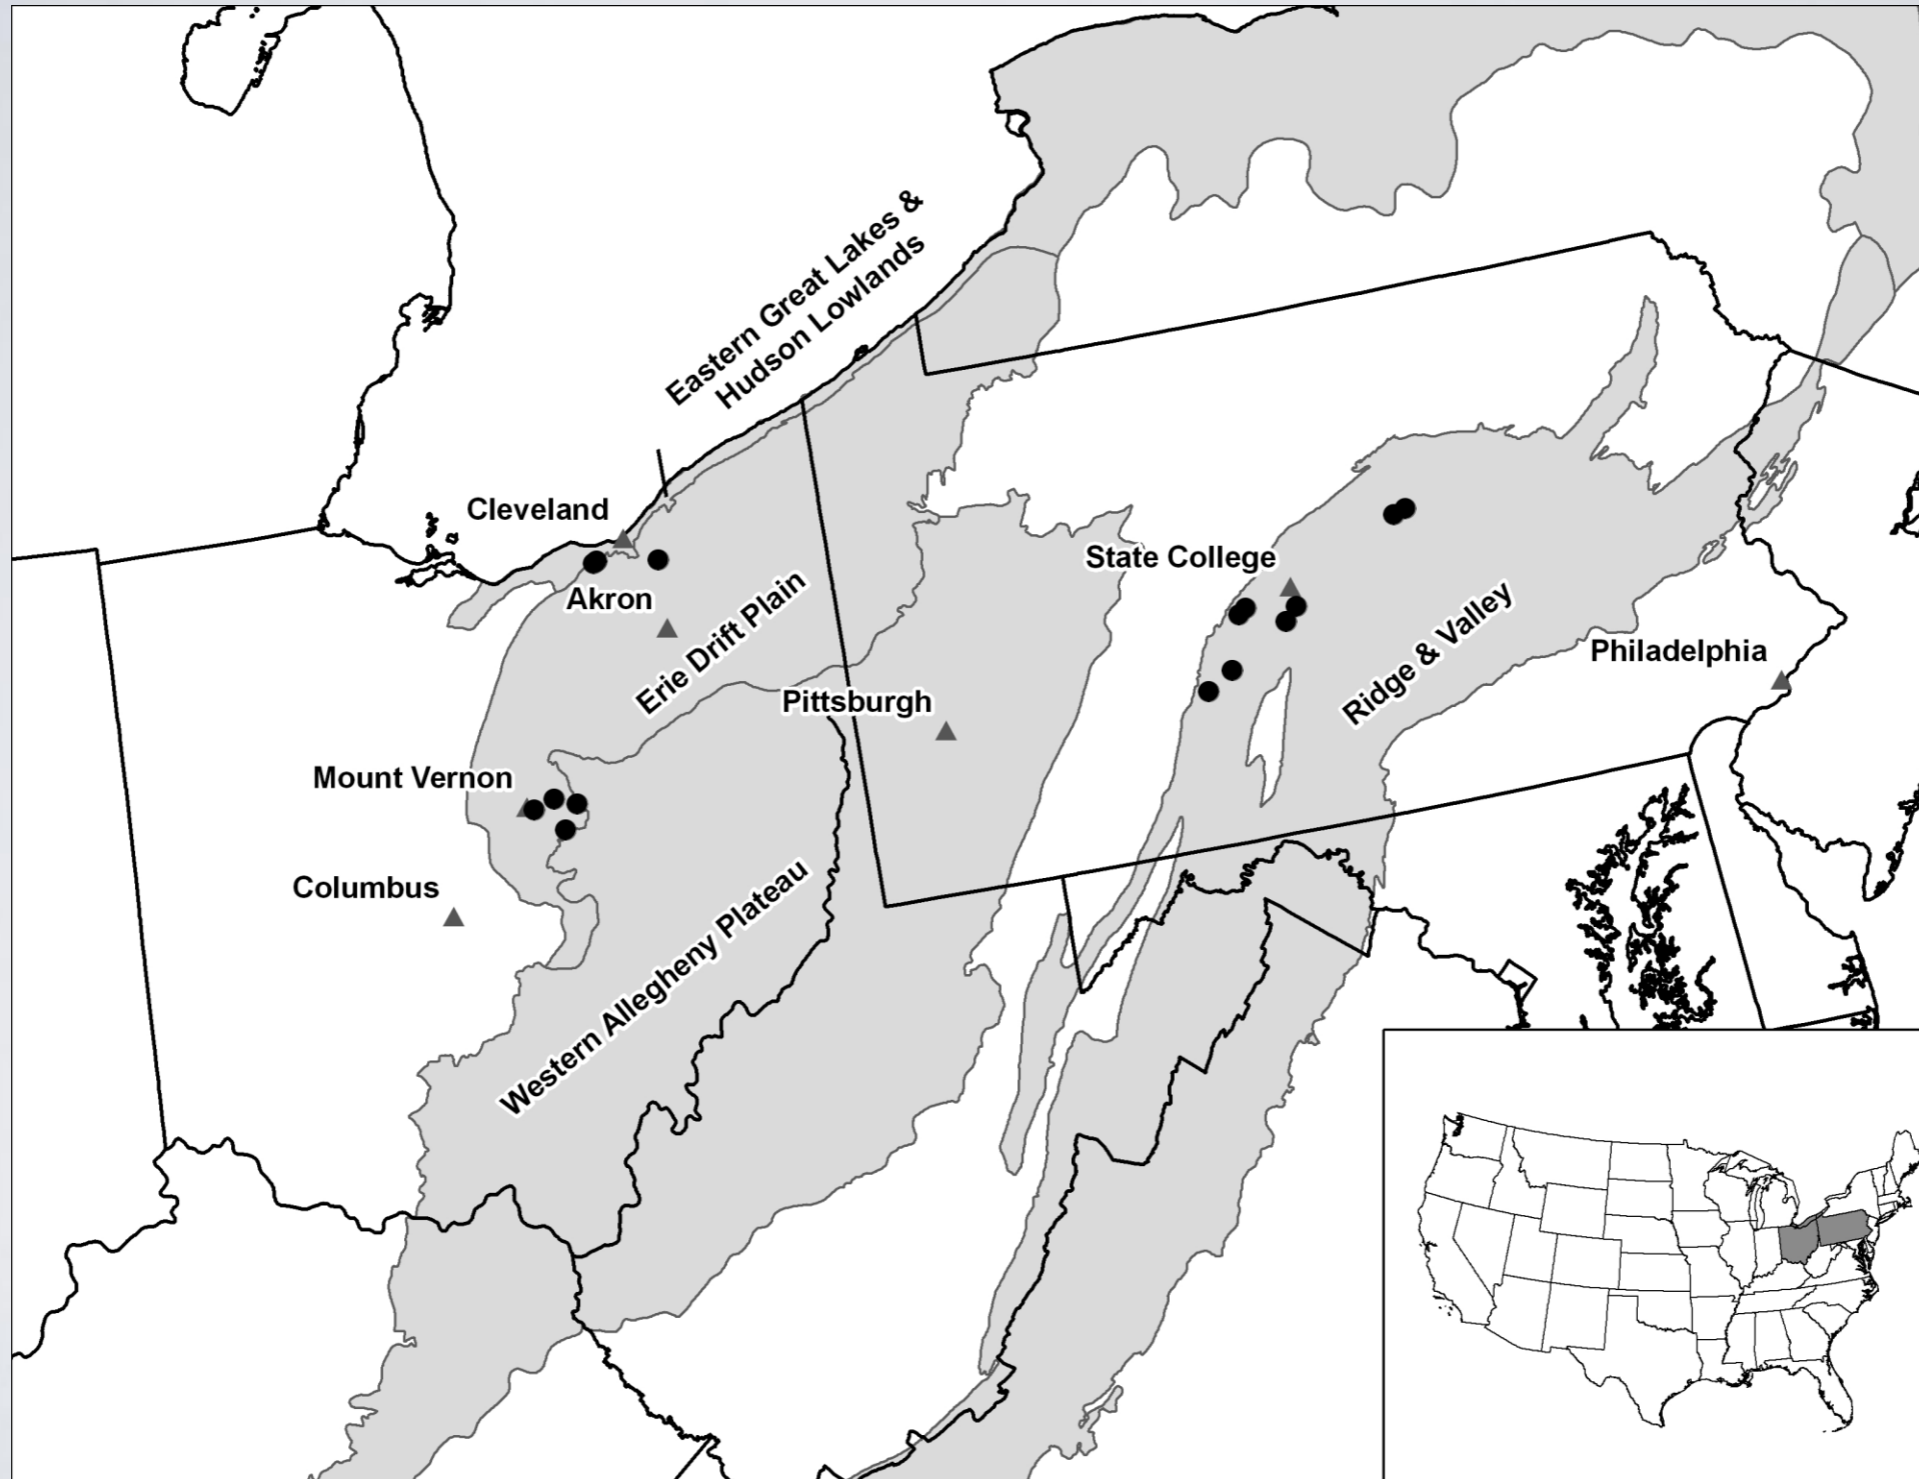 Eastern Great Lakes &
Hudson Lowlands
Cleveland
Akron
State College
Erie Drift Plain
Ridge & Valley
Philadelphia
Pittsburgh
Mount Vernon
Columbus
Western Allegheny Plateau